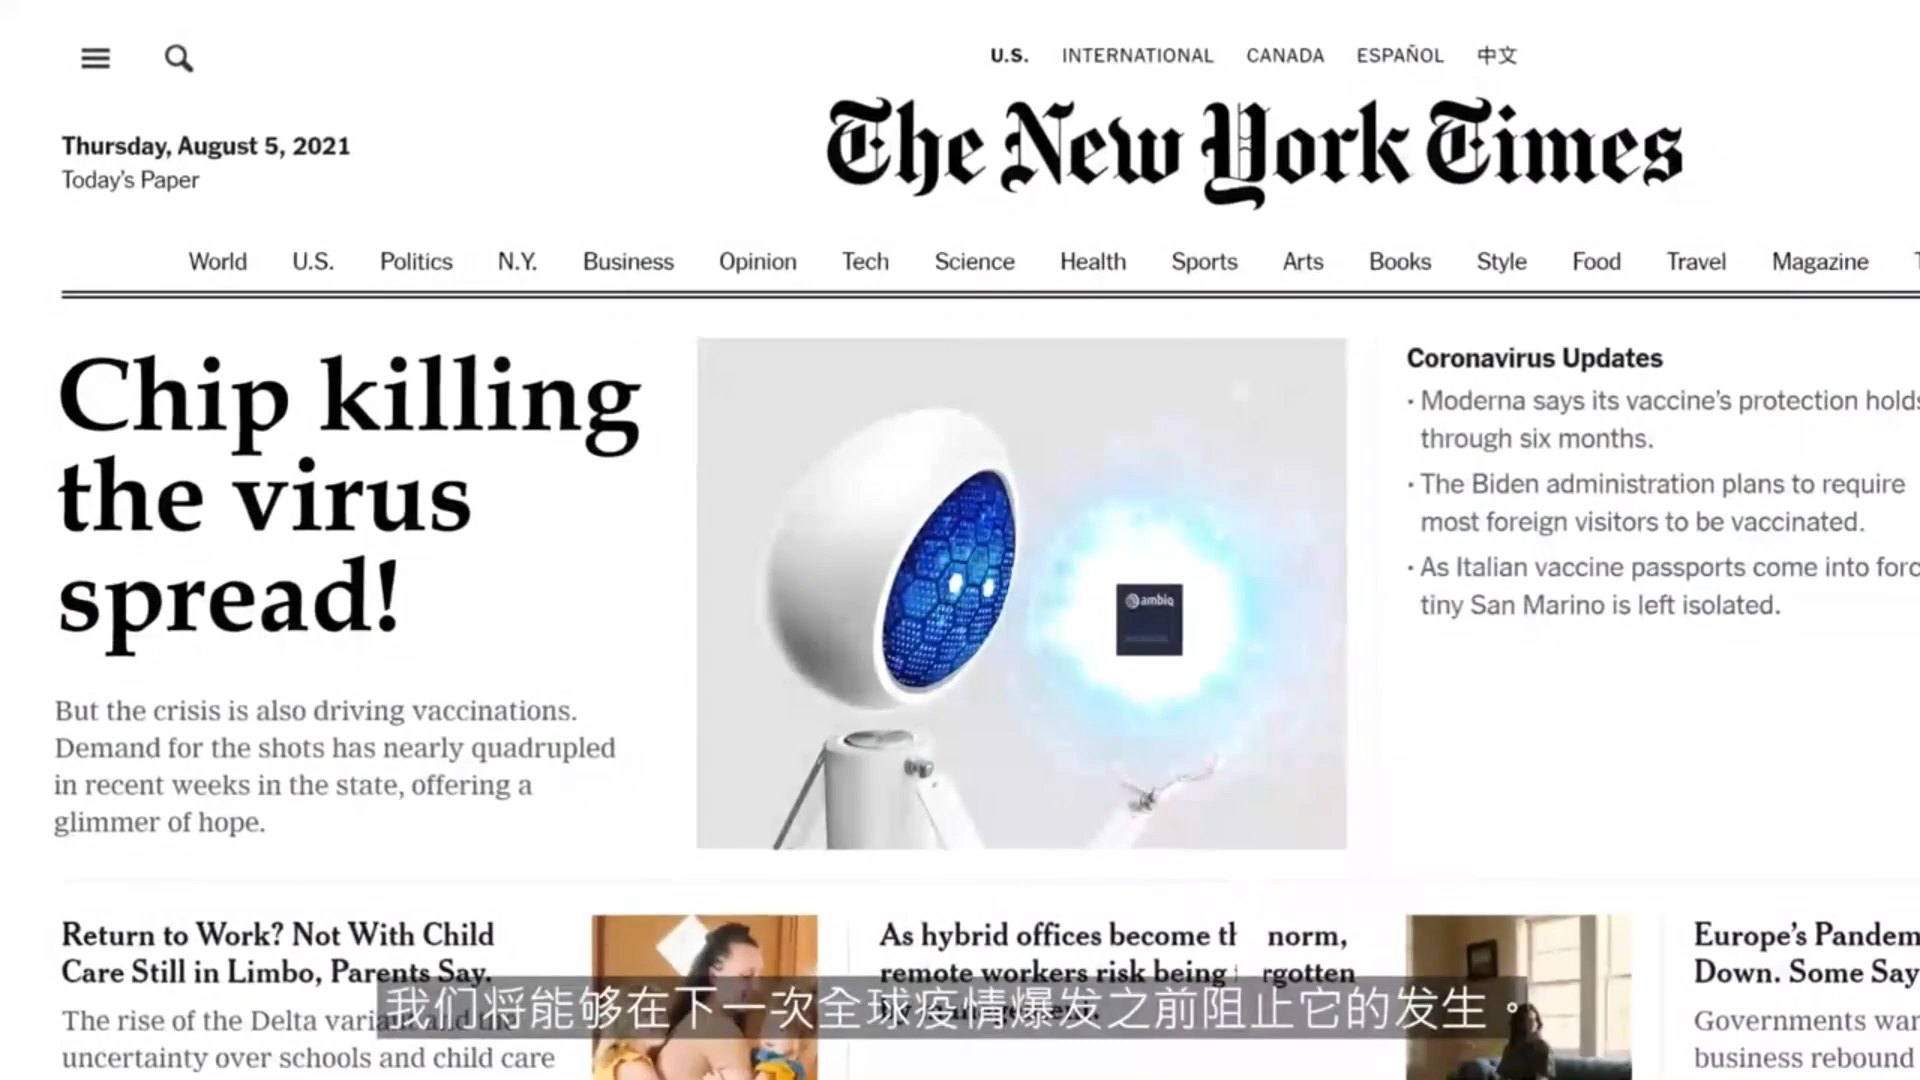 U.S. INTERNATIONAL CANADA ESPAÑOL 中文
The New York Times
Thursday, August 5, 2021
Today's Paper
World U.S. Politics N.Y. Business Opinion Tech Science Health Sports Arts Books Style Food Travel Magazine
Chip killing
the virus
spread!
But the crisis is also driving vaccinations.
Demand for the shots has nearly quadrupled
in recent weeks in the state, offering a
glimmer of hope.
ambiq
Coronavirus Updates
· Moderna says its vaccine's protection holds
through six months.
· The Biden administration plans to require
most foreign visitors to be vaccinated.
· As Italian vaccine passports come into
tiny San Marino is left isolated.
Return to Work? Not With Child
Care Still in Limbo, Parents Say.
The rise of the Delta
uncertainty over schools and child care
As hybrid offices become norm,
remote workers risk being
Europe's
Down. Some Say
Governments
business rebound
我们将能够在下一次全球疫情爆发之前阻止它的发生。